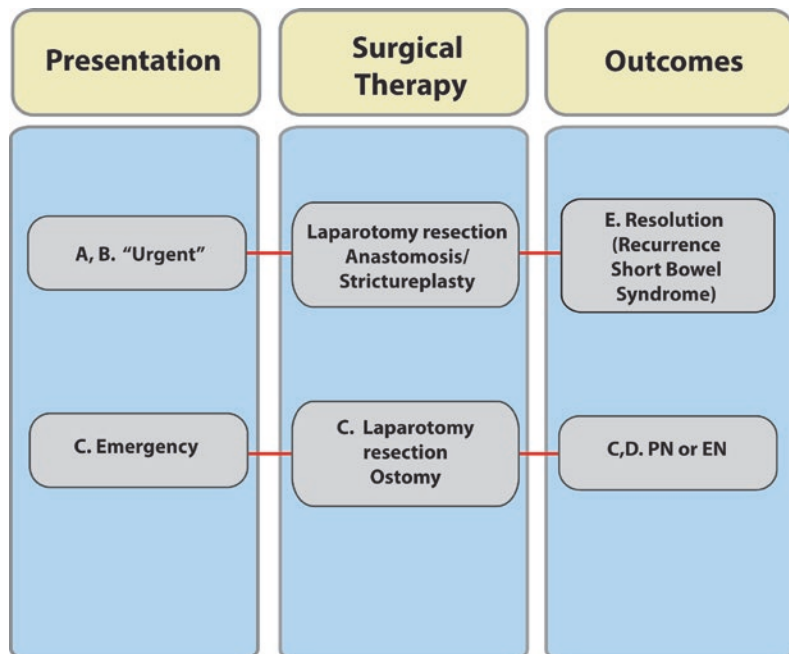 Presentation
Surgical
Therapy
Outcomes
A, B. “Urgent”
Laparotomy resection
Anastomosis/
Strictureplasty
E. Resolution
(Recurrence
Short Bowel
Syndrome)
C. Emergency
C. Laparotomy
resection
Ostomy
C,D. PN or EN